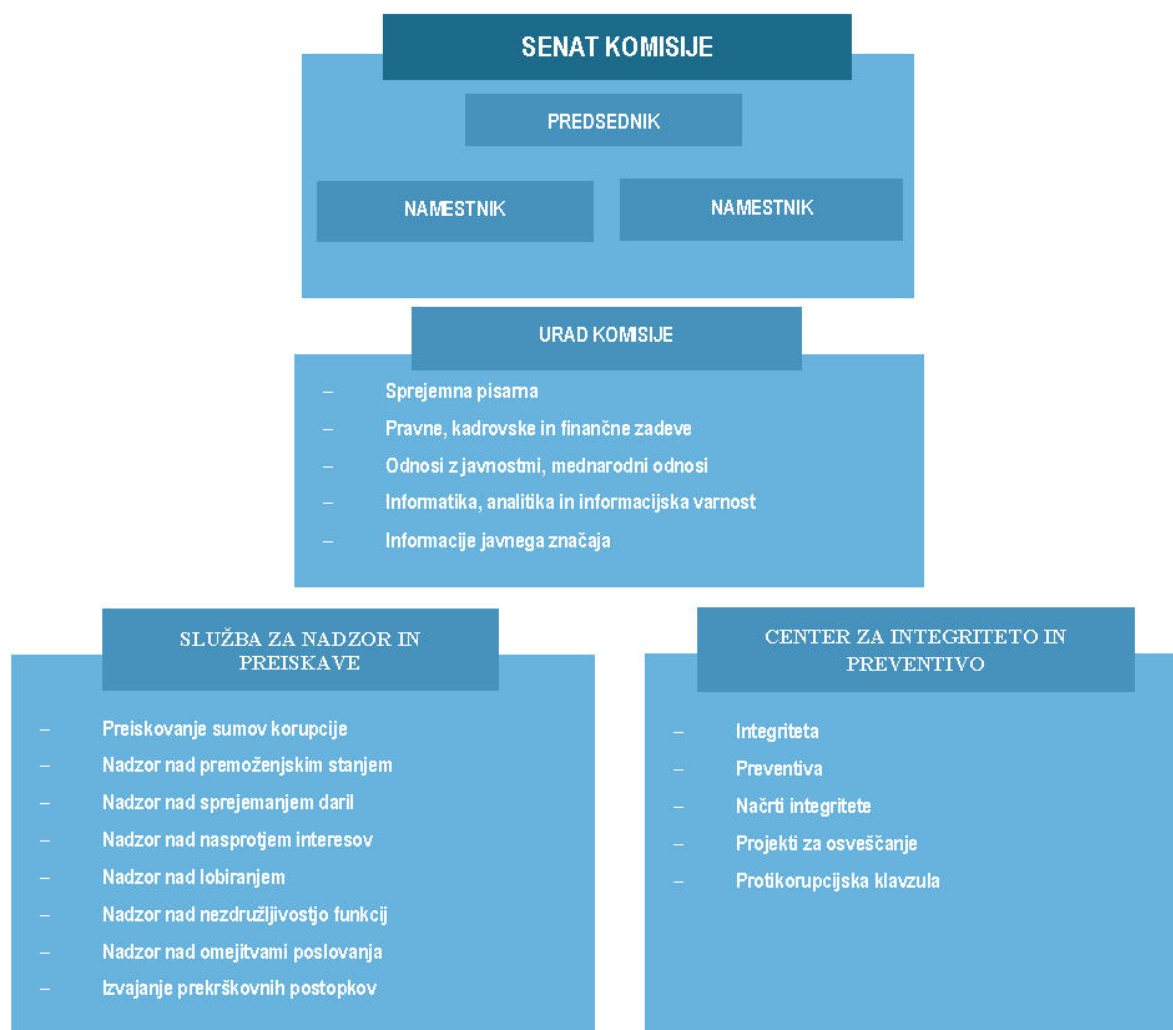 SENAT KOMISIJE
PREDSEDNIK
NAMESTNIK
NAMESTNIK
URAD KOMISIJE
– Sprejemna pisarna
– Pravne, kadrovske in finančne zadeve
– Odnosi z javnostmi, mednarodni odnosi
– Informatika, analitika in informacijska varnost
– Informacije javnega značaja
SLUŽBA ZA NADZOR IN
PREISKAVE
– Preiskovanje sumov korupcije
– Nadzor nad premoženjskim stanjem
– Nadzor nad sprejemanjem daril
– Nadzor nad nasprotjem interesov
– Nadzor nad lobiranjem
– Nadzor nad nezdružljivostjo funkcij
– Nadzor nad omejitvami poslovanja
– Izvajanje prekrškovnih postopkov
CENTER ZA INTEGRITETO IN
PREVENTIVO
– Integriteta
– Preventiva
– Načrti integritete
– Projekti za osveščanje
– Protikorupcijska klavzula